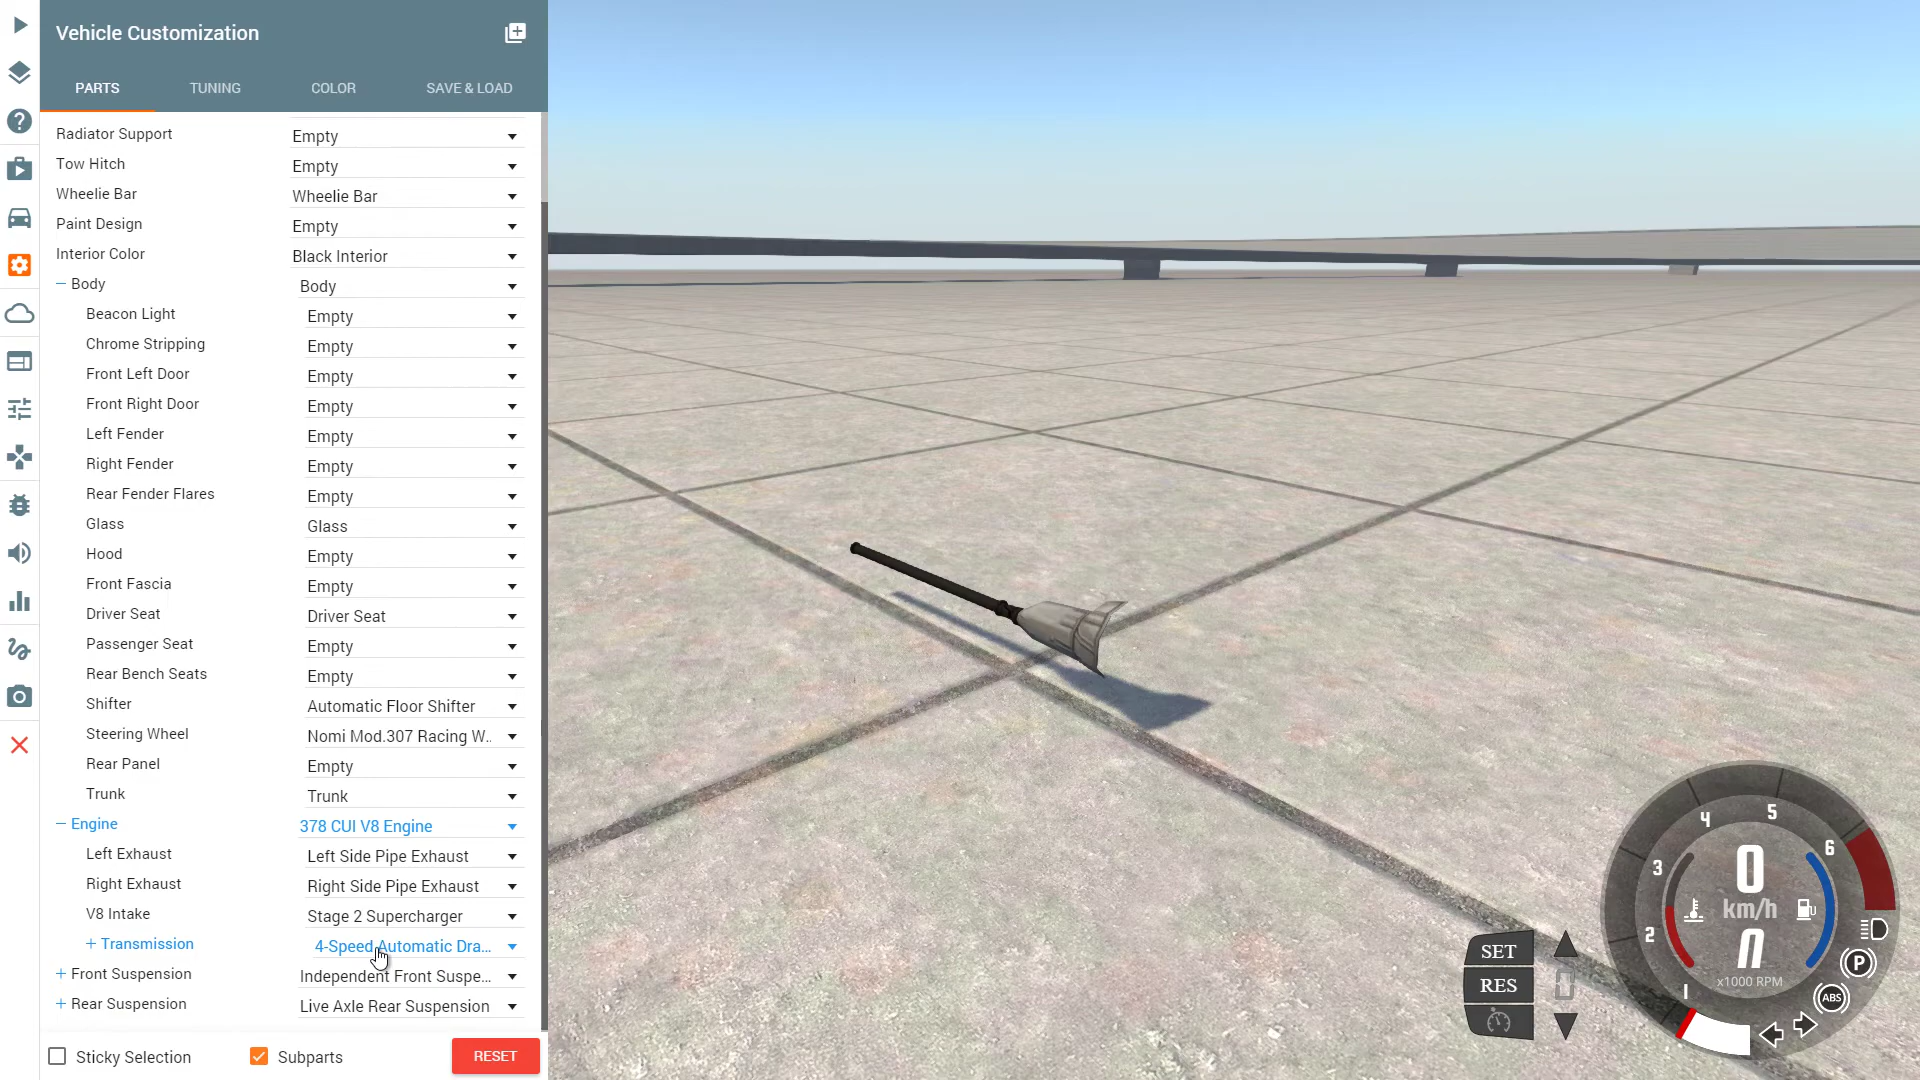 Vehicle Customization
PARTS TUNING COLOR SAVE & LOAD
Radiator Support Empty
Tow Hitch Empty
Wheelie Bar Wheelie Bar
Paint Design Empty
Interior Color Black Interior
− Body Body
Beacon Light Empty
Chrome Stripping Empty
Front Left Door Empty
Front Right Door Empty
Left Fender Empty
Right Fender Empty
Rear Fender Flares Empty
Glass Glass
Hood Empty
Front Fascia Empty
Driver Seat Driver Seat
Passenger Seat Empty
Rear Bench Seats Empty
Shifter Automatic Floor Shifter
Steering Wheel Nomi Mod.307 Racing W..
Rear Panel Empty
Trunk Trunk
− Engine 378 CUI V8 Engine
Left Exhaust Left Side Pipe Exhaust
Right Exhaust Right Side Pipe Exhaust
V8 Intake Stage 2 Supercharger
+ Transmission 4-Speed Automatic Dra...
+ Front Suspension Independent Front Suspe...
+ Rear Suspension Live Axle Rear Suspension
Sticky Selection Subparts RESET
SET
RES
0
1 2 3 4 5 6
0
km/h
n
x1000 RPM
P
ABS